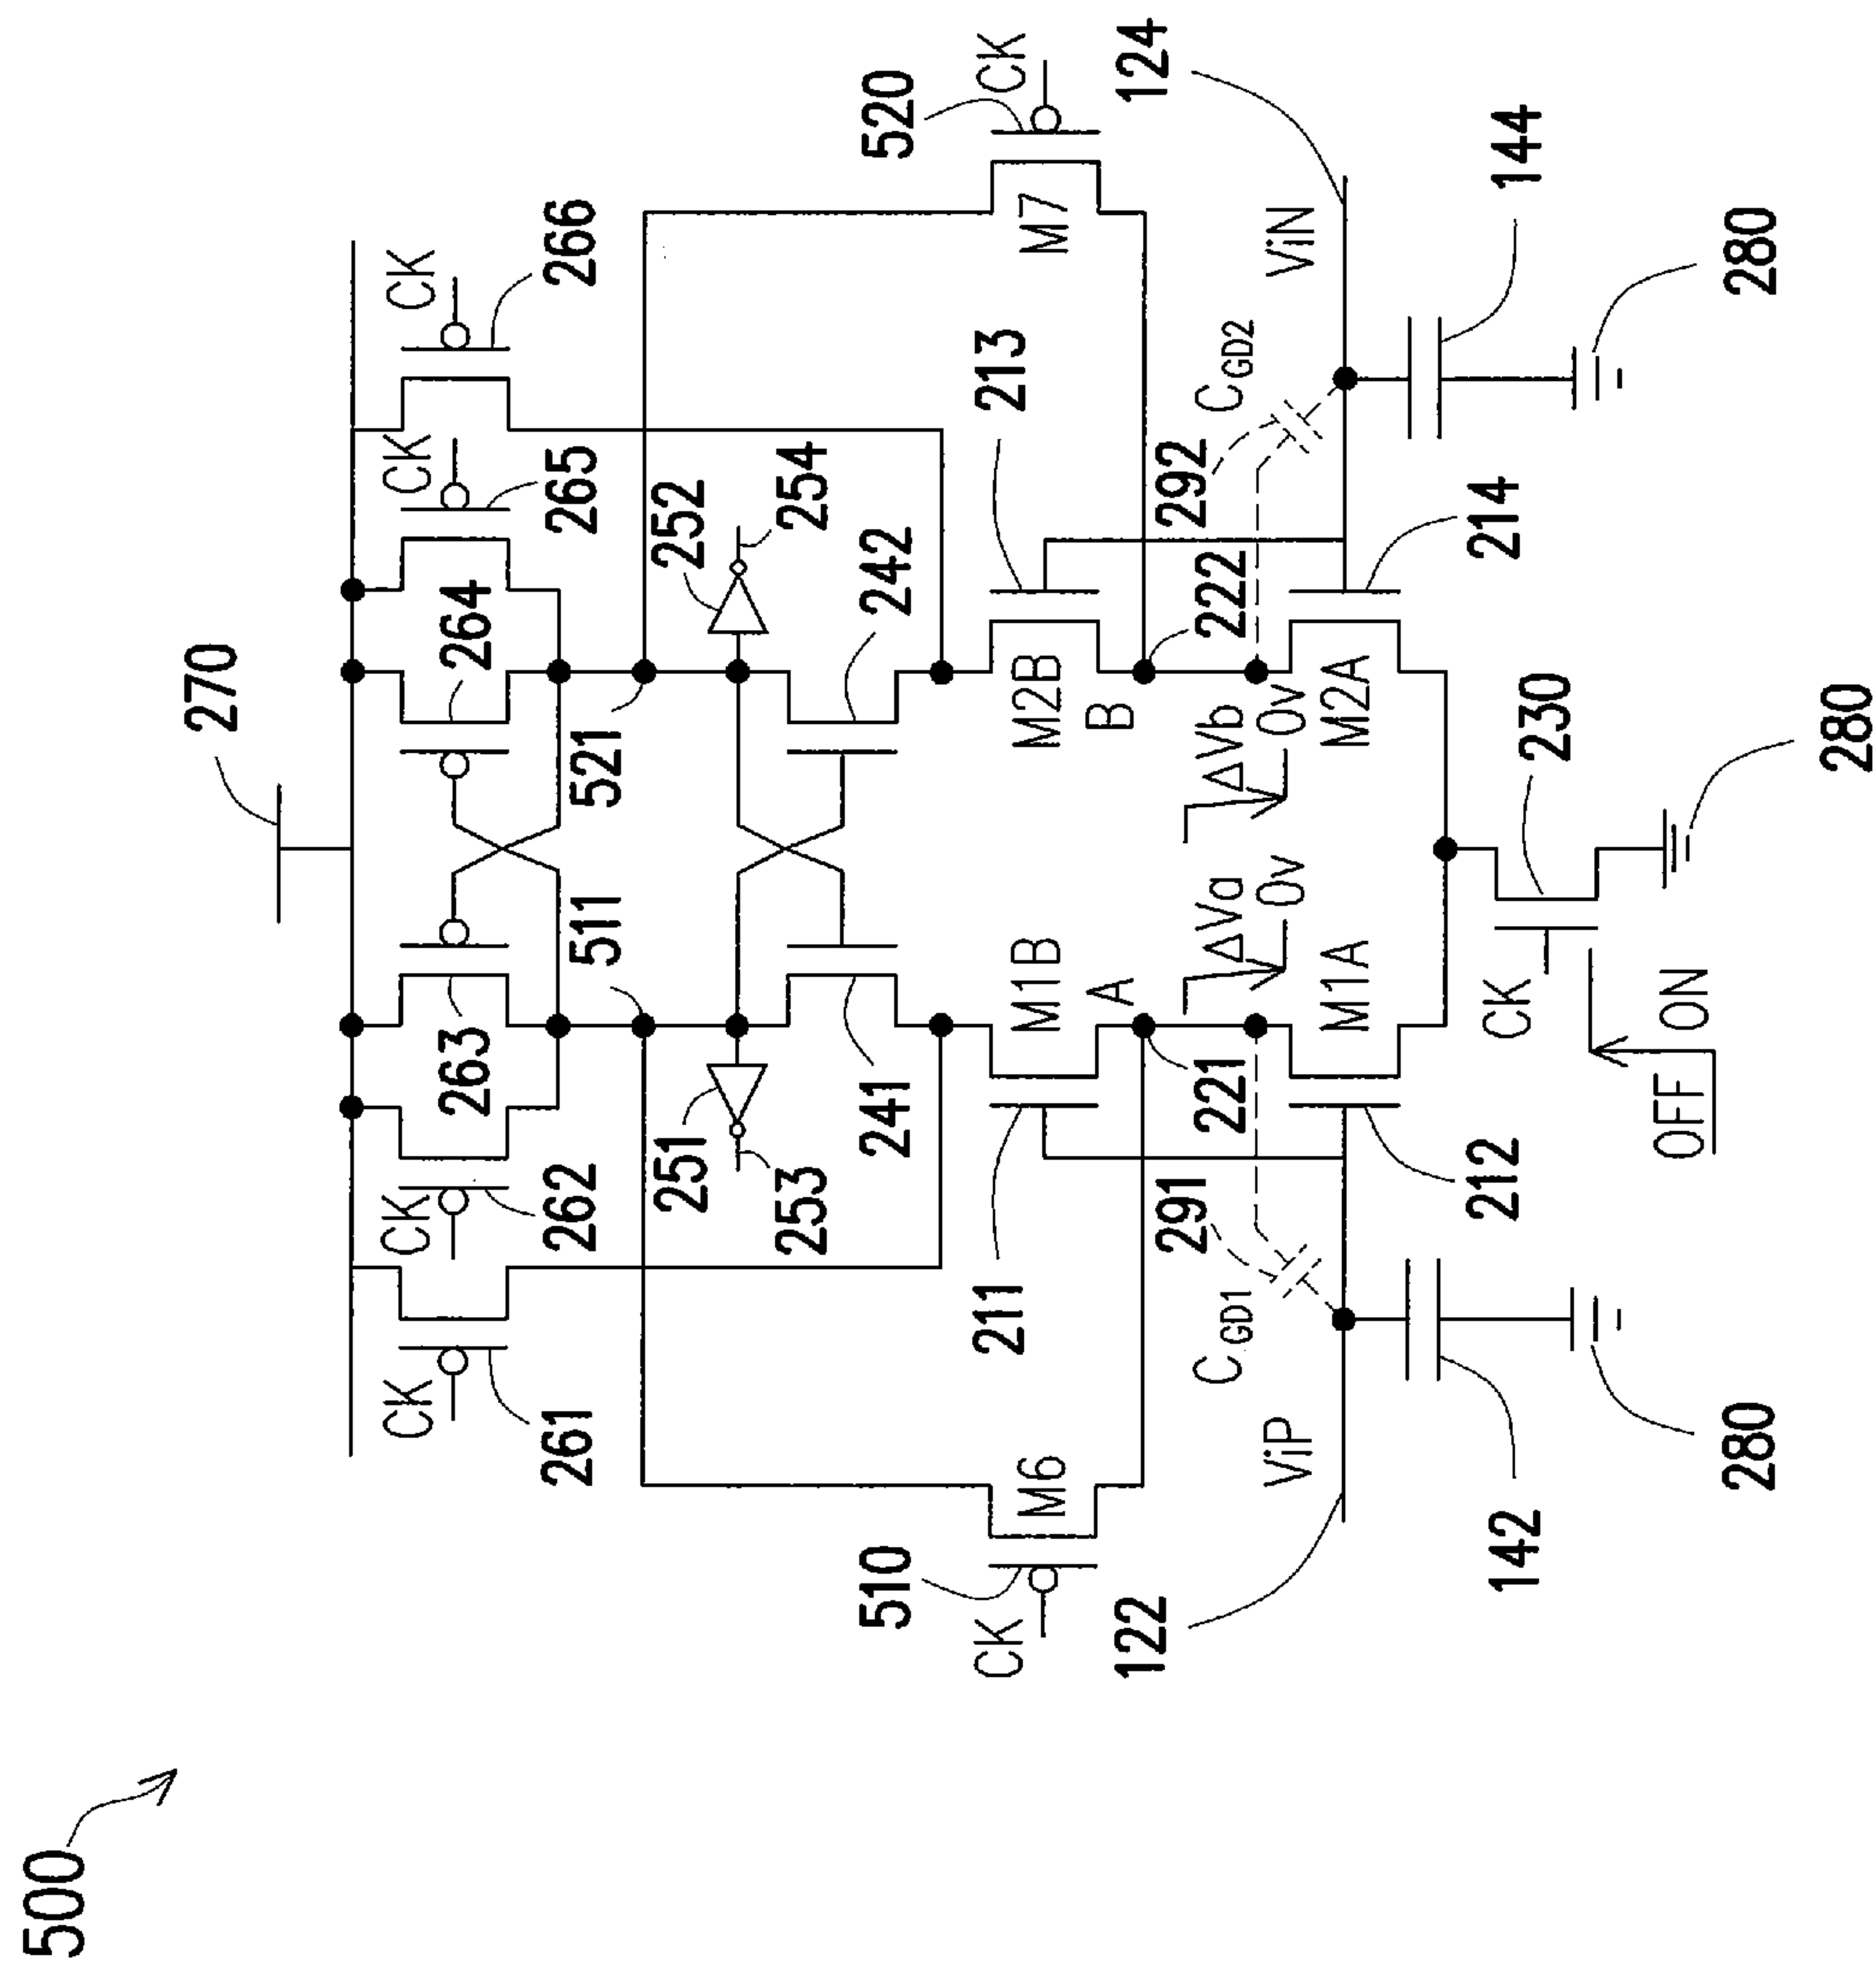 500
270
CK
261
CK
262
263
264
CK
265
CK
266
511
521
251
253
252
254
241
242
510
CK
M6
211
M1B
A
M2B
B
213
M7
520
CK
122
ViP
CGD1
291
221
ΔVa
0v
ΔVb
0v
222
292
CGD2
ViN
124
M1A
212
M2A
214
142
280
144
280
CK
230
OFF
ON
280